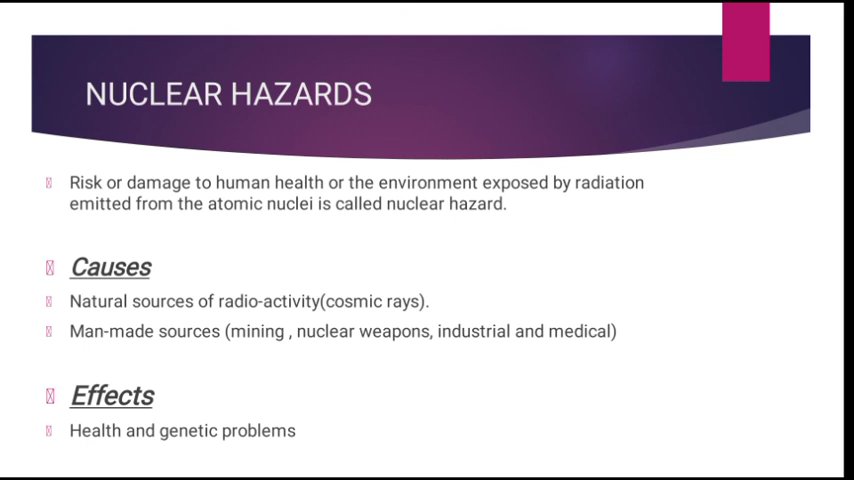 NUCLEAR HAZARDS
Risk or damage to human health or the environment exposed by radiation
emitted from the atomic nuclei is called nuclear hazard.
Causes
Natural sources of radio-activity(cosmic rays).
Man-made sources (mining , nuclear weapons, industrial and medical)
Effects
Health and genetic problems